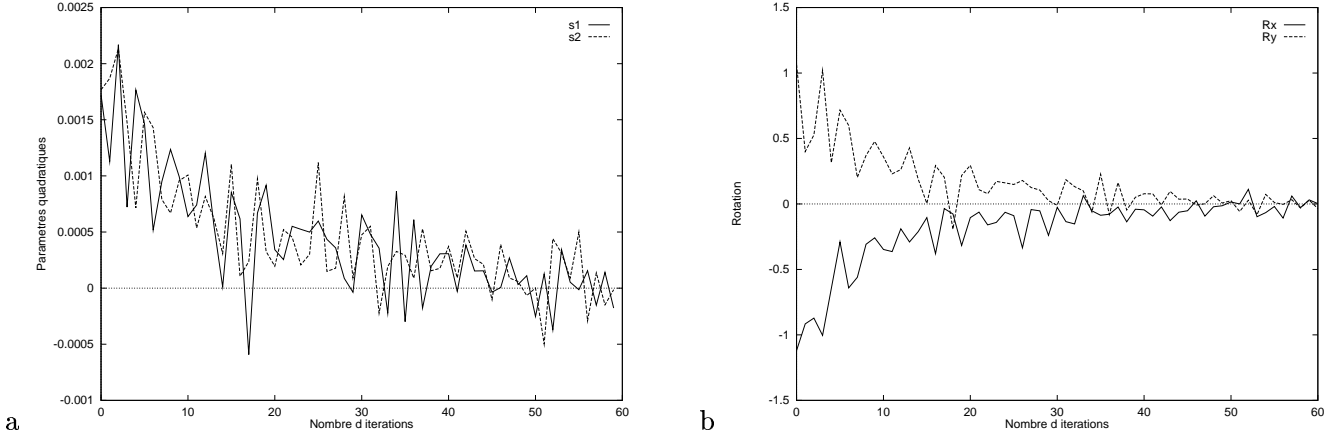 0.0025
0.002
0.0015
0.001
0.0005
0
-0.0005
-0.001
0 10 20 30 40 50 60
Nombre d iterations
Parametres quadratiques
s1
s2
a
1.5
1
0.5
0
-0.5
-1
-1.5
0 10 20 30 40 50 60
Nombre d iterations
Rotation
Rx
Ry
b